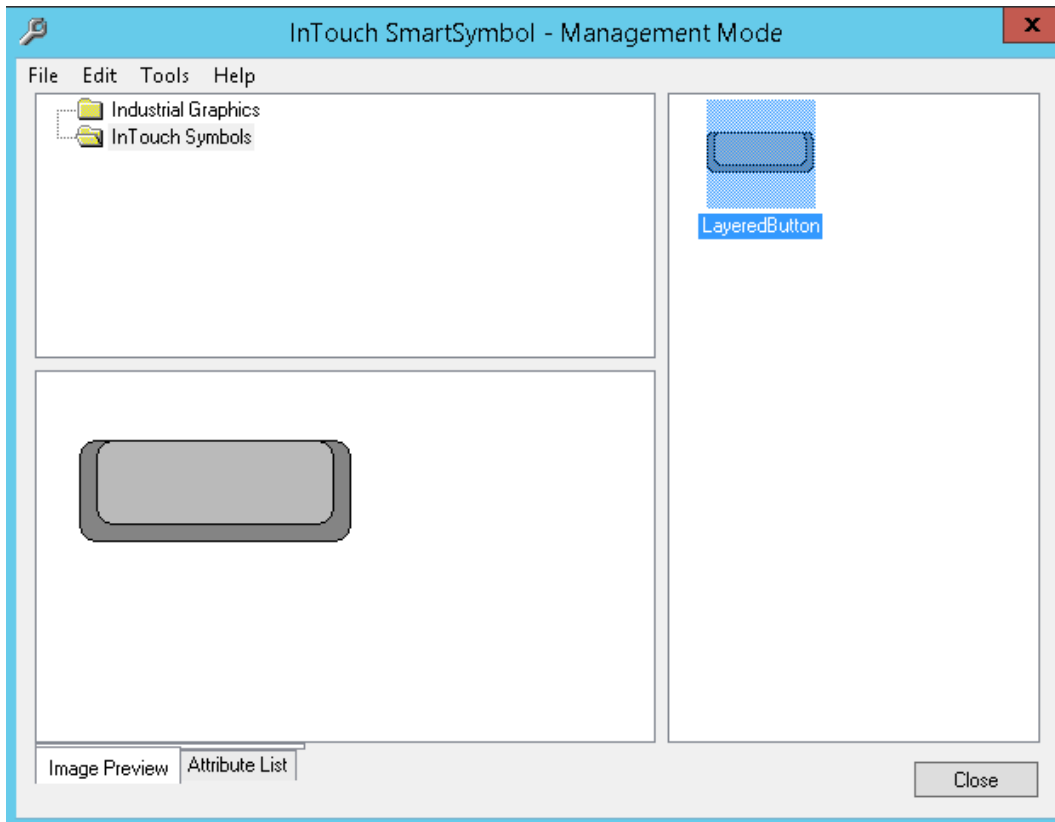 InTouch SmartSymbol - Management Mode
x
File Edit Tools Help
Industrial Graphics
InTouch Symbols
LayeredButton
Image Preview
Attribute List
Close